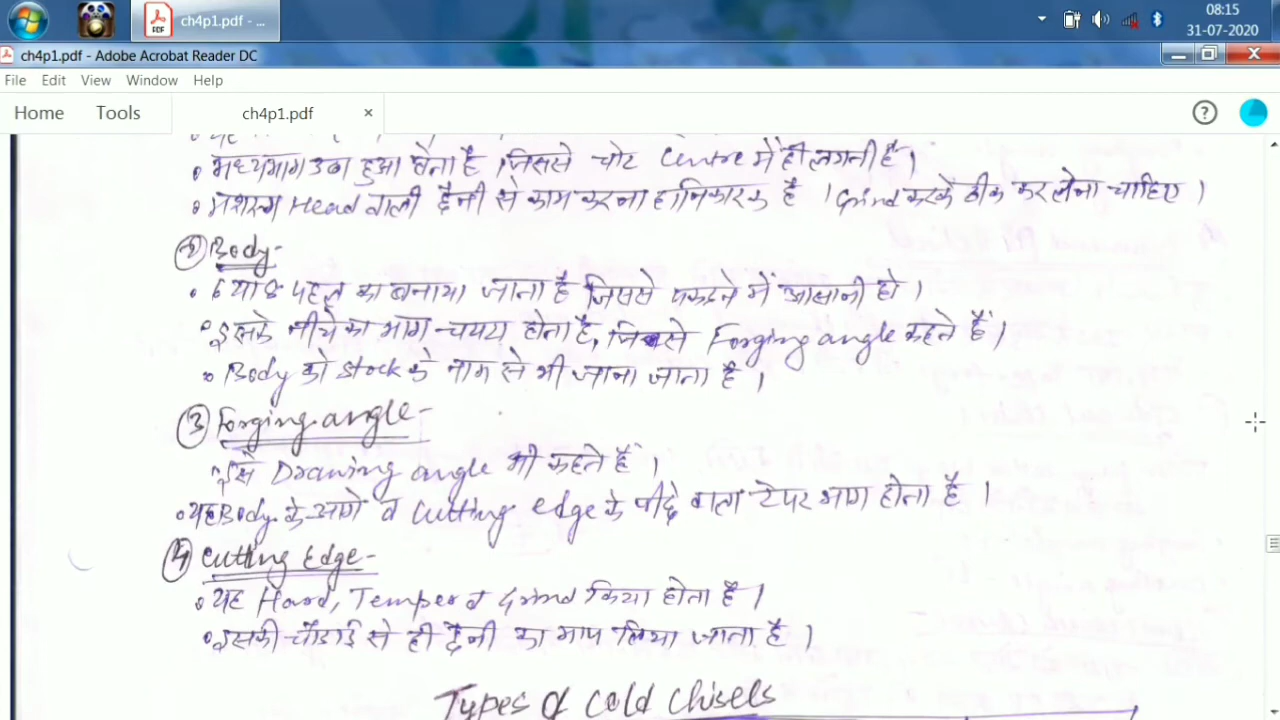 ch4p1.pdf - ...
08:15
31-07-2020
ch4p1.pdf - Adobe Acrobat Reader DC
File Edit View Window Help
Home Tools ch4p1.pdf ×
मध्यभाग उठा हुआ होता है जिससे चोट Centre में ही लगती है।
मशरूम Head वाली छैनी से काम करना हानिकारक है । Grind करके ठीक कर लेना चाहिए ।
② Body-
6 या 8 पहलू का बनाया जाता है जिससे पकडने में आसानी हो ।
इसके नीचे का भाग चपटा होता है, जिसे Forging angle कहते हैं ।
Body को stock के नाम से भी जाना जाता है ।
③ Forging angle-
इसे Drawing angle भी कहते हैं ।
यह Body के आगे व Cutting edge के पीछे वाला टेपर भाग होता है ।
④ Cutting Edge-
यह Hard, Temper व Grind किया होता है ।
इसकी चौडाई से ही छैनी का माप लिया जाता है ।
Types of Cold Chisels